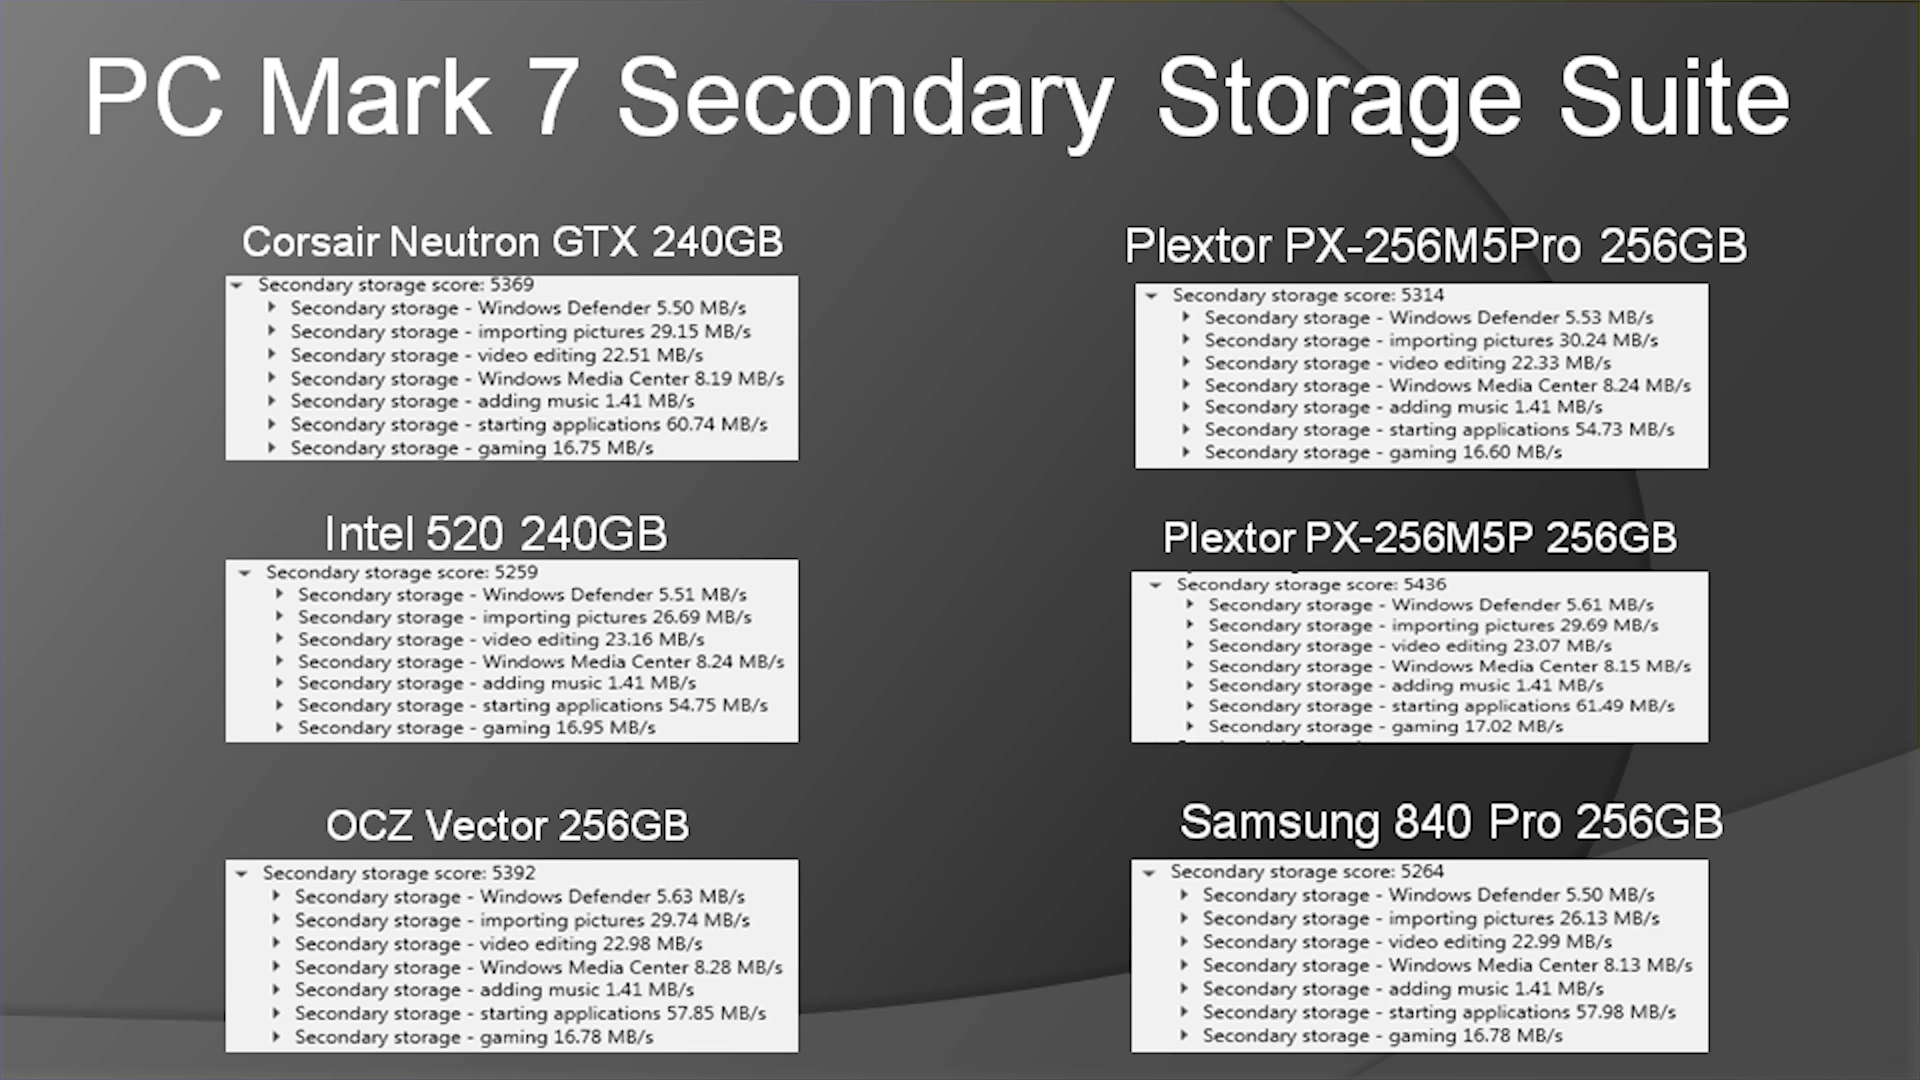 PC Mark 7 Secondary Storage Suite
Corsair Neutron GTX 240GB
Secondary storage score: 5369
Secondary storage - Windows Defender 5.50 MB/s
Secondary storage - importing pictures 29.15 MB/s
Secondary storage - video editing 22.51 MB/s
Secondary storage - Windows Media Center 8.19 MB/s
Secondary storage - adding music 1.41 MB/s
Secondary storage - starting applications 60.74 MB/s
Secondary storage - gaming 16.75 MB/s
Plextor PX-256M5Pro 256GB
Secondary storage score: 5314
Secondary storage - Windows Defender 5.53 MB/s
Secondary storage - importing pictures 30.24 MB/s
Secondary storage - video editing 22.33 MB/s
Secondary storage - Windows Media Center 8.24 MB/s
Secondary storage - adding music 1.41 MB/s
Secondary storage - starting applications 54.73 MB/s
Secondary storage - gaming 16.60 MB/s
Intel 520 240GB
Secondary storage score: 5259
Secondary storage - Windows Defender 5.51 MB/s
Secondary storage - importing pictures 26.69 MB/s
Secondary storage - video editing 23.16 MB/s
Secondary storage - Windows Media Center 8.24 MB/s
Secondary storage - adding music 1.41 MB/s
Secondary storage - starting applications 54.75 MB/s
Secondary storage - gaming 16.95 MB/s
Plextor PX-256M5P 256GB
Secondary storage score: 5436
Secondary storage - Windows Defender 5.61 MB/s
Secondary storage - importing pictures 29.69 MB/s
Secondary storage - video editing 23.07 MB/s
Secondary storage - Windows Media Center 8.15 MB/s
Secondary storage - adding music 1.41 MB/s
Secondary storage - starting applications 61.49 MB/s
Secondary storage - gaming 17.02 MB/s
OCZ Vector 256GB
Secondary storage score: 5392
Secondary storage - Windows Defender 5.63 MB/s
Secondary storage - importing pictures 29.74 MB/s
Secondary storage - video editing 22.98 MB/s
Secondary storage - Windows Media Center 8.28 MB/s
Secondary storage - adding music 1.41 MB/s
Secondary storage - starting applications 57.85 MB/s
Secondary storage - gaming 16.78 MB/s
Samsung 840 Pro 256GB
Secondary storage score: 5264
Secondary storage - Windows Defender 5.50 MB/s
Secondary storage - importing pictures 26.13 MB/s
Secondary storage - video editing 22.99 MB/s
Secondary storage - Windows Media Center 8.13 MB/s
Secondary storage - adding music 1.41 MB/s
Secondary storage - starting applications 57.98 MB/s
Secondary storage - gaming 16.78 MB/s